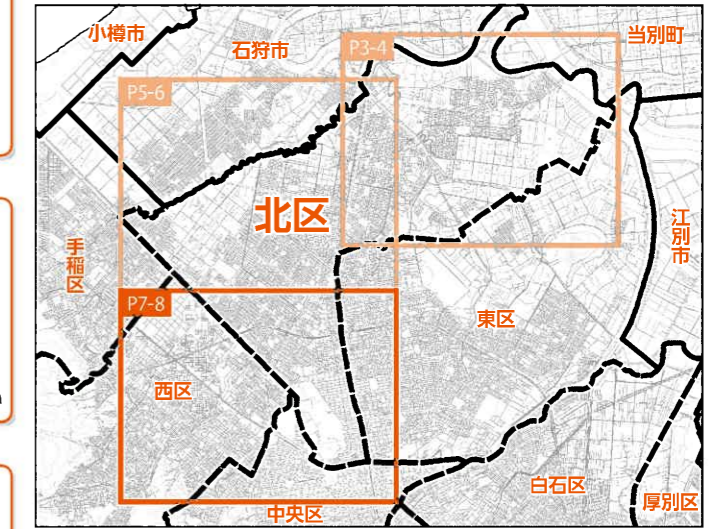 小樽市
石狩市
当別町
P3-4
P5-6
北区
手稲区
江別市
P7-8
東区
西区
白石区
中央区
厚別区